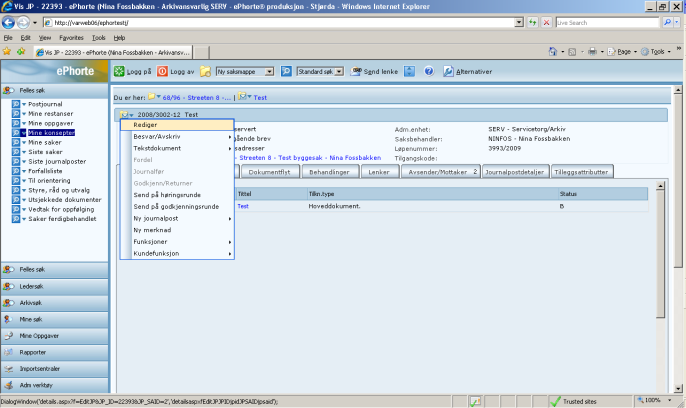 Vis JP - 22393 - ePhorte (Nina Fossbakken - Arkivansvarlig SERV - ePhorte® produksjon - Stjørda - Windows Internet Explorer
http://varweb06/ephortestj/
Live Search
File Edit View Favorites Tools Help
Vis JP - 22393 - ePhorte (Nina Fossbakken - Arkivansv...
Page Tools
ePhorte
Logg på Logg av Ny saksmappe Standard søk Send lenke Alternativer
Felles søk
Postjournal
Mine restanser
Mine oppgaver
Mine konsepter
Mine saker
Siste saker
Siste journalposter
Forfallsliste
Til orientering
Styre, råd og utvalg
Utsjekkede dokumenter
Vedtak for oppfølging
Saker ferdigbehandlet
Felles søk
Ledersøk
Arkivsøk
Mine søk
Mine Oppgaver
Rapporter
Importsentraler
Adm verktøy
Du er her: 68/96 - Streeten 8 -... | Test
2008/3002-12 Test
Rediger
Besvar/Avskriv
Tekstdokument
Fordel
Journalfør
Godkjenn/Returner
Send på høringsrunde
Send på godkjenningsrunde
Ny journalpost
Ny merknad
Funksjoner
Kundefunksjon
servert
gående brev
sadresser
- Streeten 8 - Test byggesak - Nina Fossbakken
Adm.enhet: SERV - Servicetorg/Arkiv
Saksbehandler: NINFOS - Nina Fossbakken
Løpenummer: 3993/2009
Tilgangskode:
Dokumentflyt Behandlinger Lenker Avsender/Mottaker 2 Journalpostdetaljer Tilleggsattributter
Tittel Tilkn.type Status
Test Hoveddokument. B
DialogWindow('details.aspx?f=EditJP&JP_ID=22393&JP_SAID=2','detailsaspxfEditJPJPIDpidJPSAIDpsaid');
Trusted sites
100%